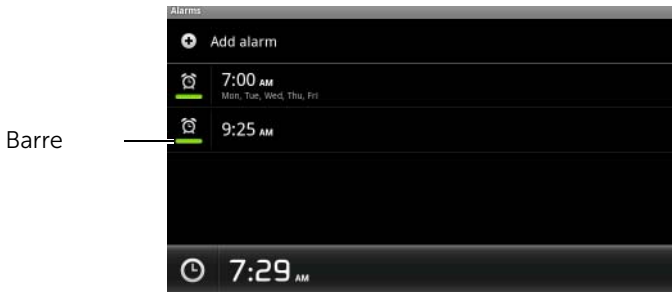 Alarms
Add alarm
7:00 AM
Mon, Tue, Wed, Thu, Fri
Barre
9:25 AM
7:29 AM